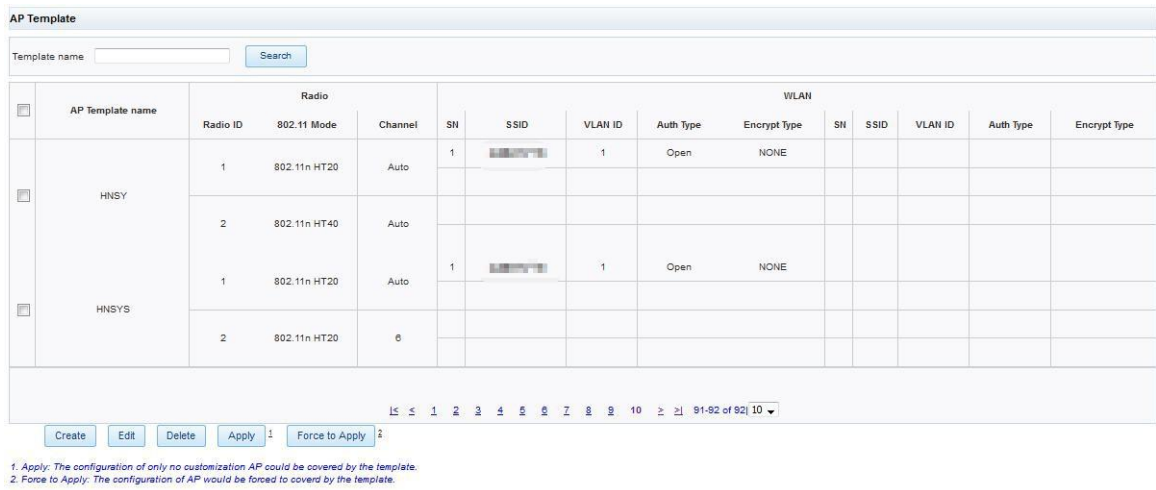 AP Template
Template name Search
AP Template name Radio WLAN
Radio ID 802.11 Mode Channel SN SSID VLAN ID Auth Type Encrypt Type SN SSID VLAN ID Auth Type Encrypt Type
HNSY 1 802.11n HT20 Auto 1 1 Open NONE
2 802.11n HT40 Auto
HNSYS 1 802.11n HT20 Auto 1 1 Open NONE
2 802.11n HT20 6
|< < 1 2 3 4 5 6 7 8 9 10 > >| 91-92 of 92| 10
Create Edit Delete Apply 1 Force to Apply 2
1. Apply: The configuration of only no customization AP could be covered by the template.
2. Force to Apply: The configuration of AP would be forced to coverd by the template.